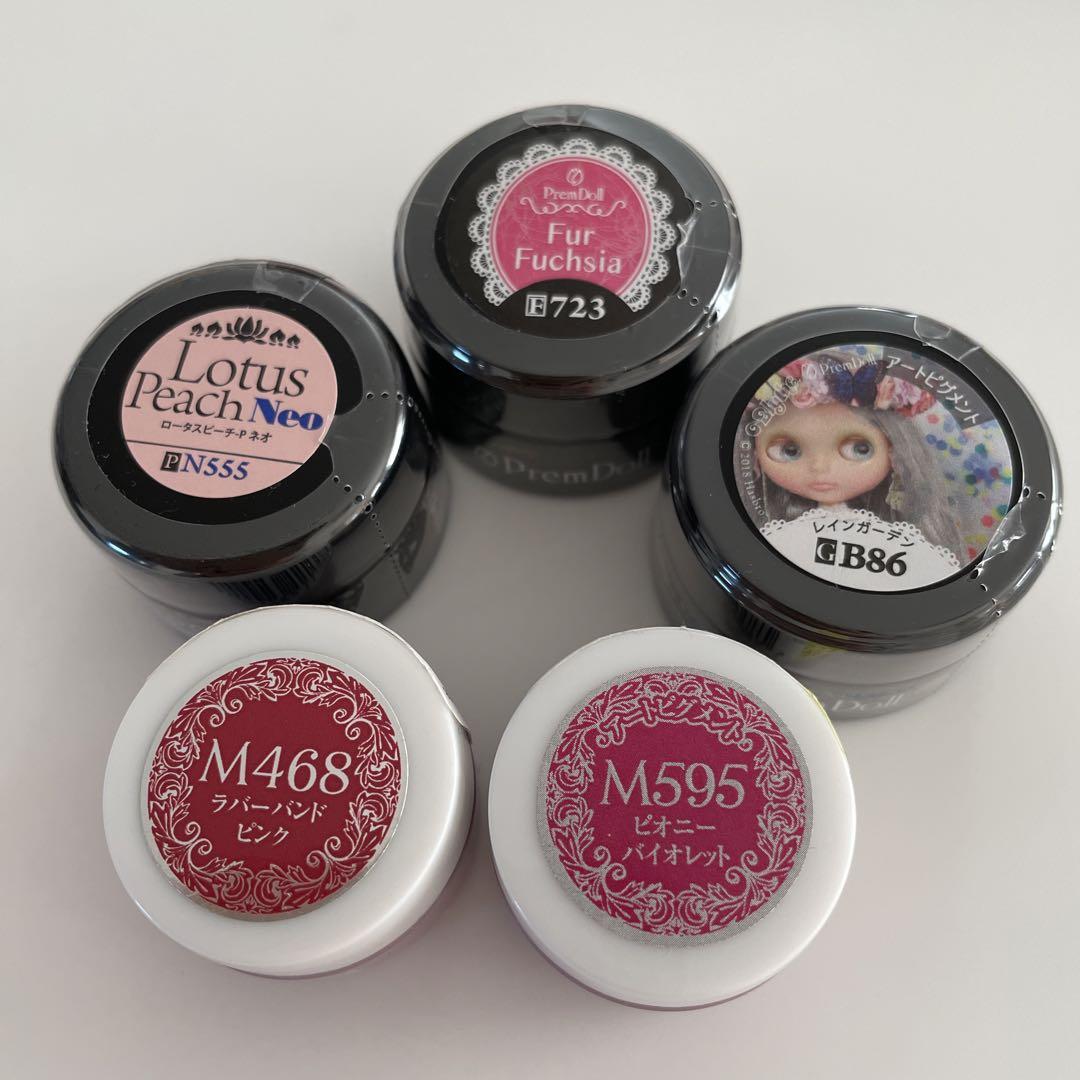 PremDoll
Fur
Fuchsia
F723
PremDoll
Lotus
Peach Neo
ロータスピーチ-P ネオ
PN555
PremDoll アートピグメント
© 2018 Hasbro
レインガーデン
GB86
M468
ラバーバンド
ピンク
アートピグメント
M595
ピオニー
バイオレット